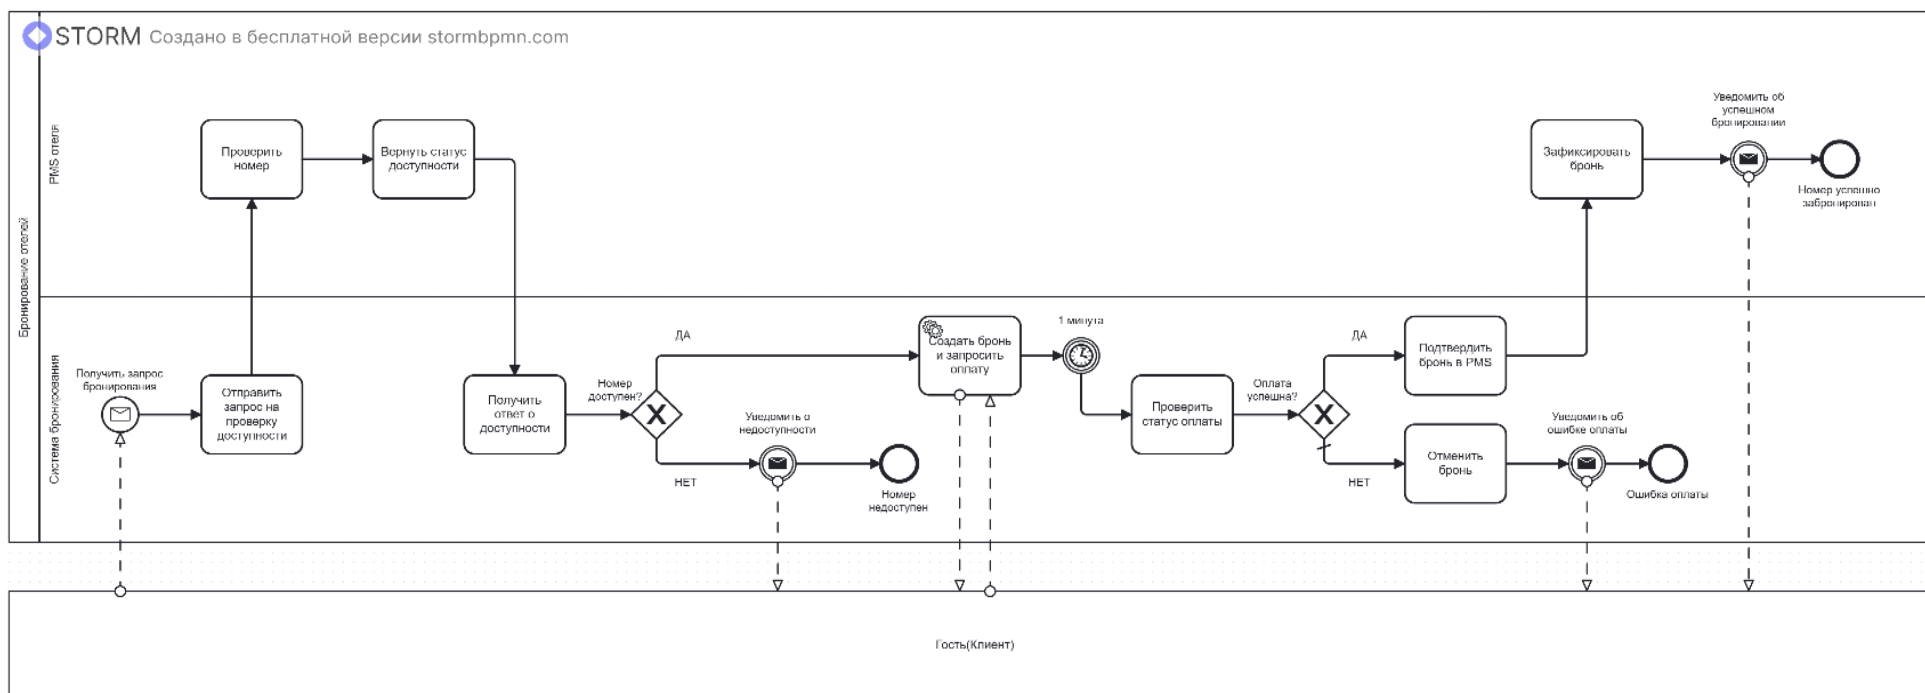 STORM Создано в бесплатной версии stormbpmn.com
Бронирование отелей
PMS отеля
Проверить
номер
Вернуть статус
доступности
Зафиксировать
бронь
Уведомить об
успешном
бронировании
Номер успешно
забронирован
Система бронирования
Получить запрос
бронирования
Отправить
запрос на
проверку
доступности
Получить
ответ о
доступности
Номер
доступен?
ДА
НЕТ
Уведомить о
недоступности
Номер
недоступен
Создать бронь
и запросить
оплату
1 минута
Проверить
статус оплаты
Оплата
успешна?
ДА
НЕТ
Подтвердить
бронь в PMS
Отменить
бронь
Уведомить об
ошибке оплаты
Ошибка оплаты
Гость(Клиент)